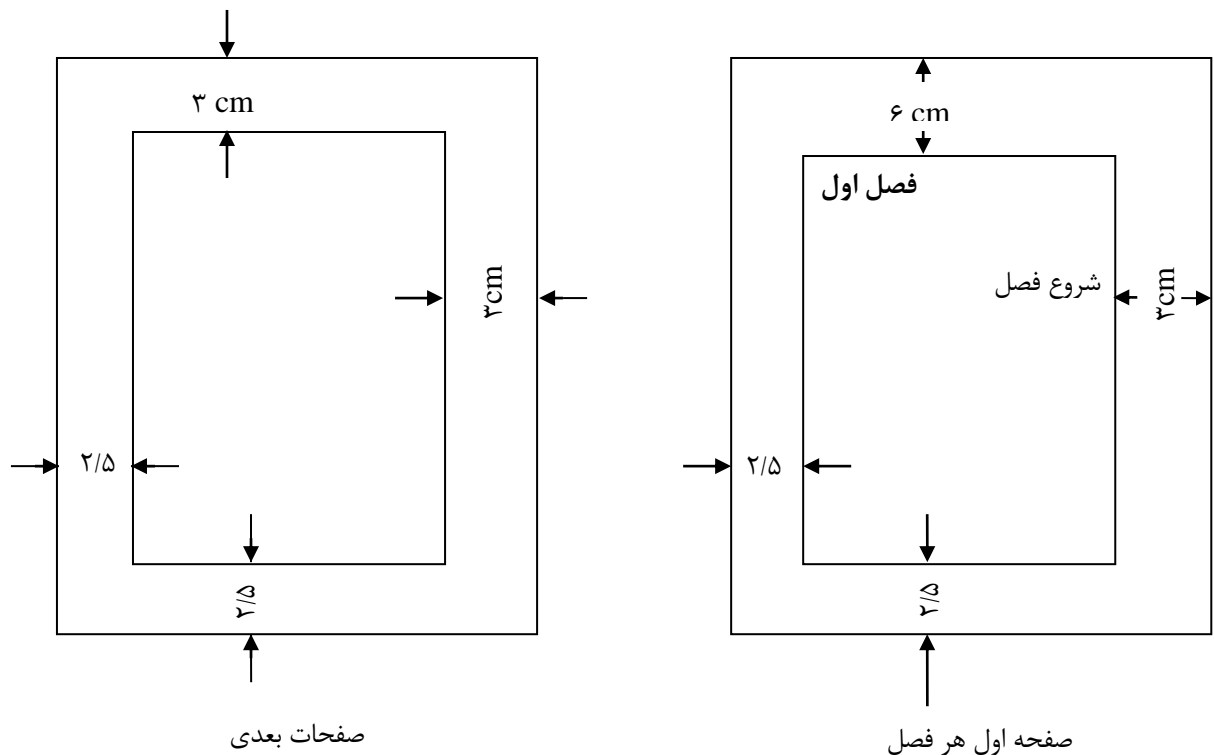 ۶ cm
فصل اول
شروع فصل
۳cm
۲/۵
۲/۵
صفحه اول هر فصل
۳ cm
۳cm
۲/۵
۲/۵
صفحات بعدی